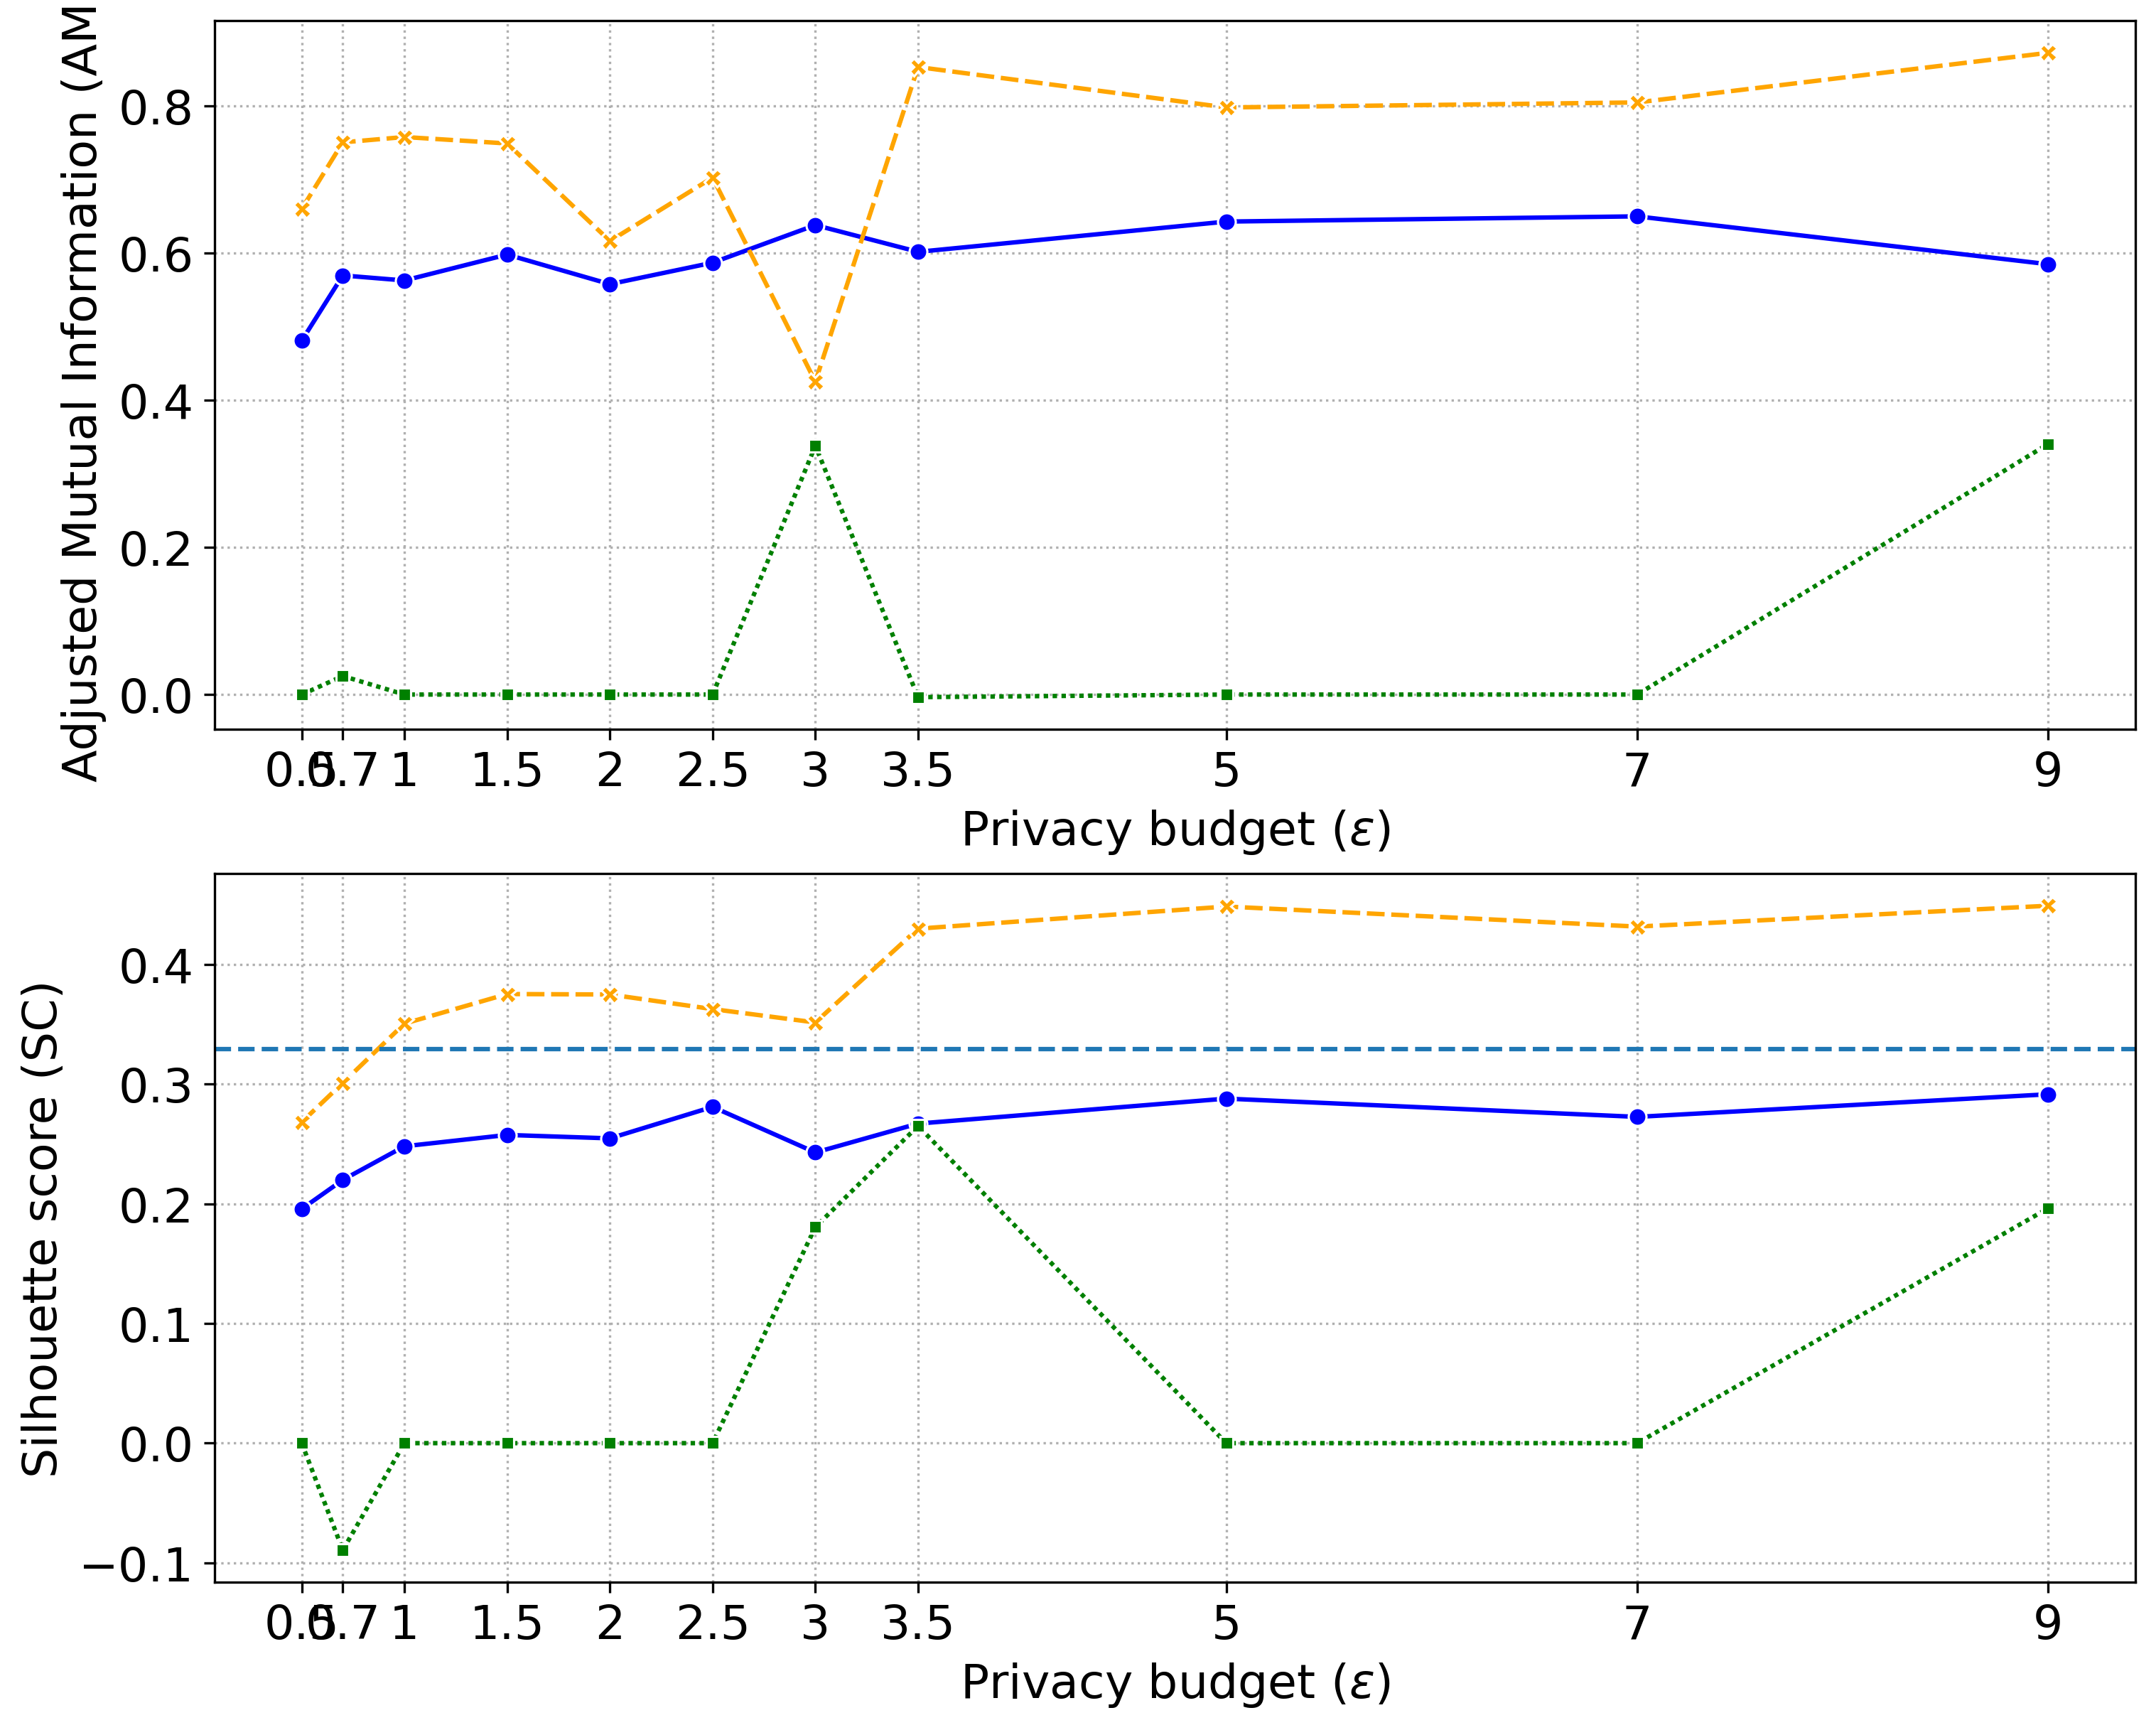 Adjusted Mutual Information (AM
0.8
0.6
0.4
0.2
0.0
0.5 0.7 1 1.5 2 2.5 3 3.5 5 7 9
Privacy budget (ε)
Silhouette score (SC)
0.4
0.3
0.2
0.1
0.0
−0.1
0.5 0.7 1 1.5 2 2.5 3 3.5 5 7 9
Privacy budget (ε)